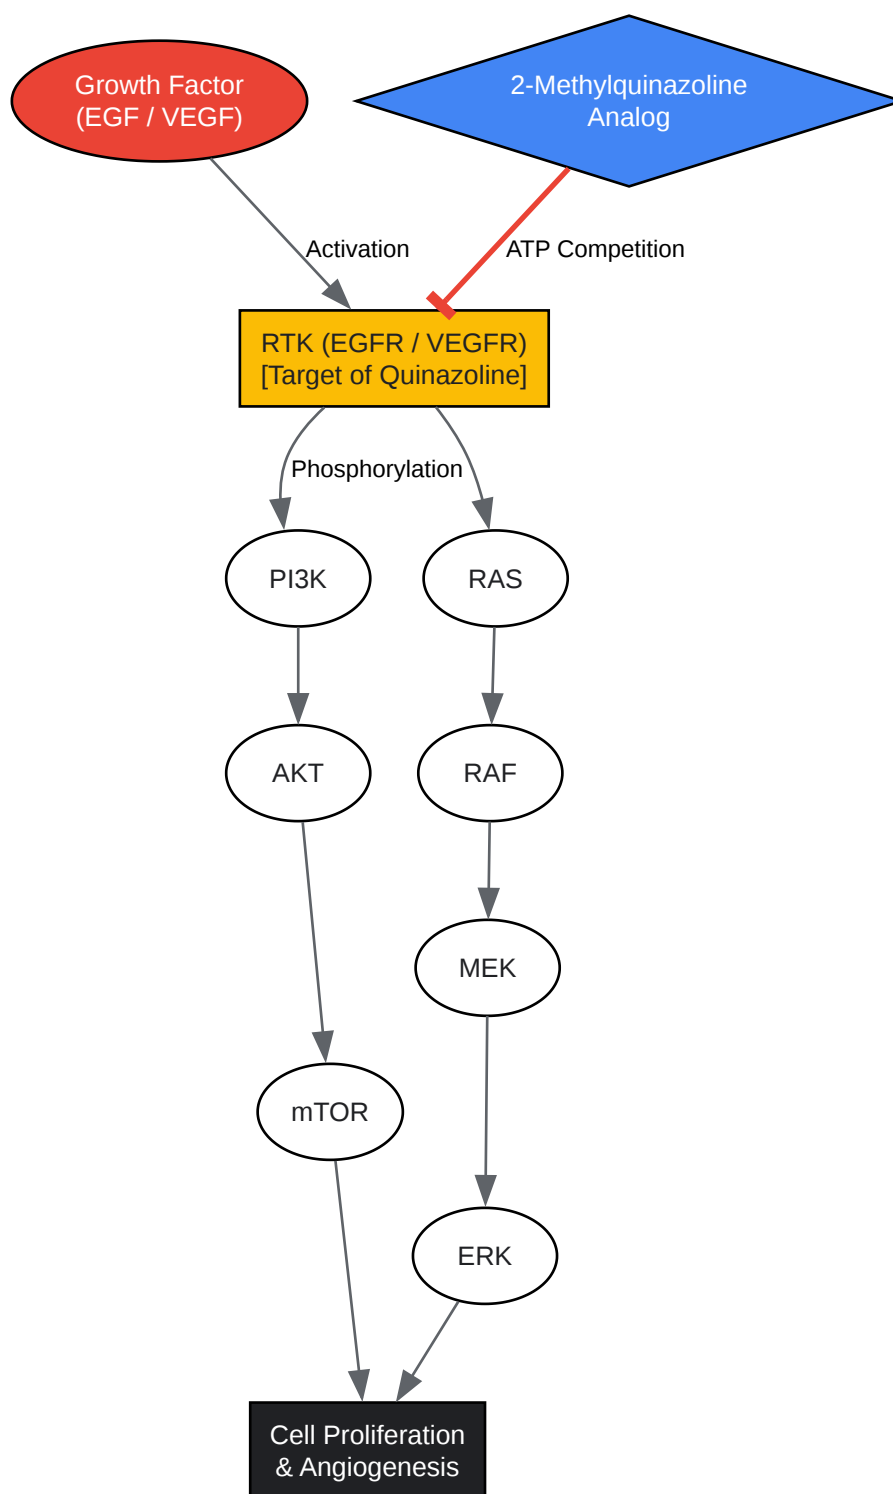 Growth Factor
(EGF / VEGF)
2-Methylquinazoline
Analog
Activation
ATP Competition
RTK (EGFR / VEGFR)
[Target of Quinazoline]
Phosphorylation
PI3K
RAS
AKT
RAF
MEK
mTOR
ERK
Cell Proliferation
& Angiogenesis